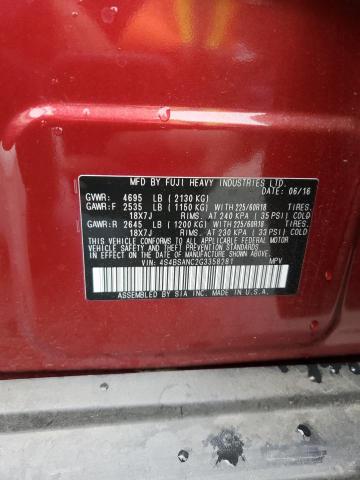 MFD BY FUJI HEAVY INDUSTRIES LTD.
DATE: 06/16
GVWR: 4695 LB (2130 KG)
GAWR:F 2535 LB (1150 KG) WITH 225/60R18 TIRES.
18X7J RIMS. AT 240 KPA (35 PSI) COLD
GAWR:R 2645 LB (1200 KG) WITH 225/60R18 TIRES.
18X7J RIMS. AT 230 KPA (33 PSI) COLD
THIS VEHICLE CONFORMS TO ALL APPLICABLE FEDERAL MOTOR
VEHICLE SAFETY AND THEFT PREVENTION STANDARDS
IN EFFECT ON THE DATE OF MANUFACTURE SHOWN ABOVE.
VIN: 4S4BSANC2G3358281 MPV
ASSEMBLED BY SIA INC. MADE IN U.S.A.